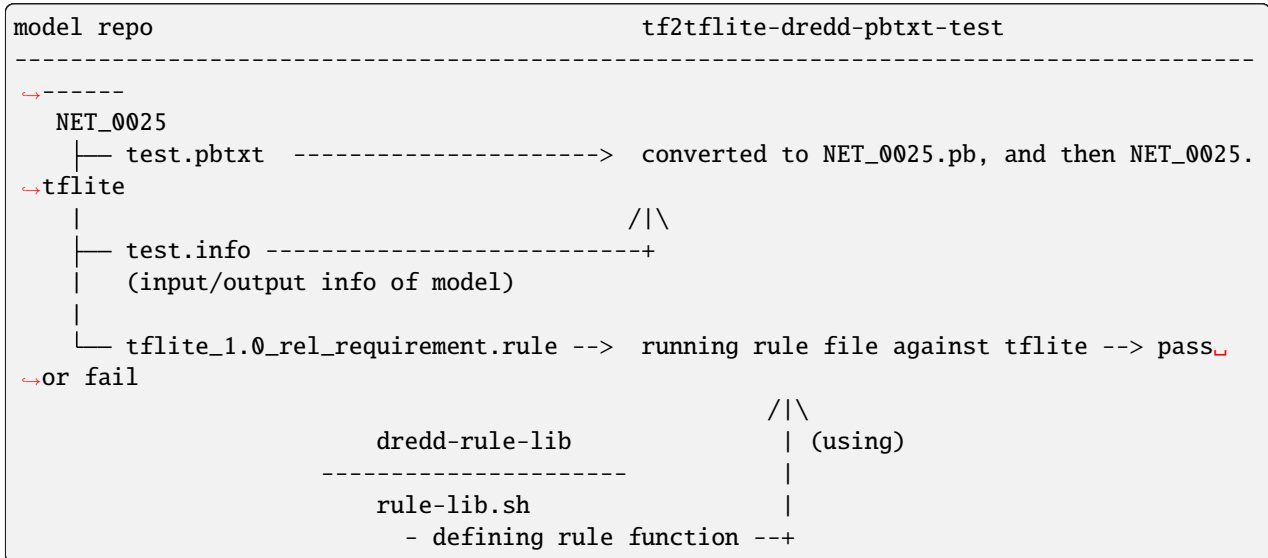 model repo                                   tf2tflite-dredd-pbtxt-test
-----------------------------------------------------------------------------------------
↪------
   NET_0025
    ├── test.pbtxt  ---------------------->  converted to NET_0025.pb, and then NET_0025.
↪tflite
    |                                       /|\
    ├── test.info ---------------------------+
    |   (input/output info of model)
    |
    └── tflite_1.0_rel_requirement.rule -->  running rule file against tflite --> pass␣
↪or fail
                                                      /|\
                          dredd-rule-lib               | (using)
                      ----------------------           |
                          rule-lib.sh                  |
                            - defining rule function --+